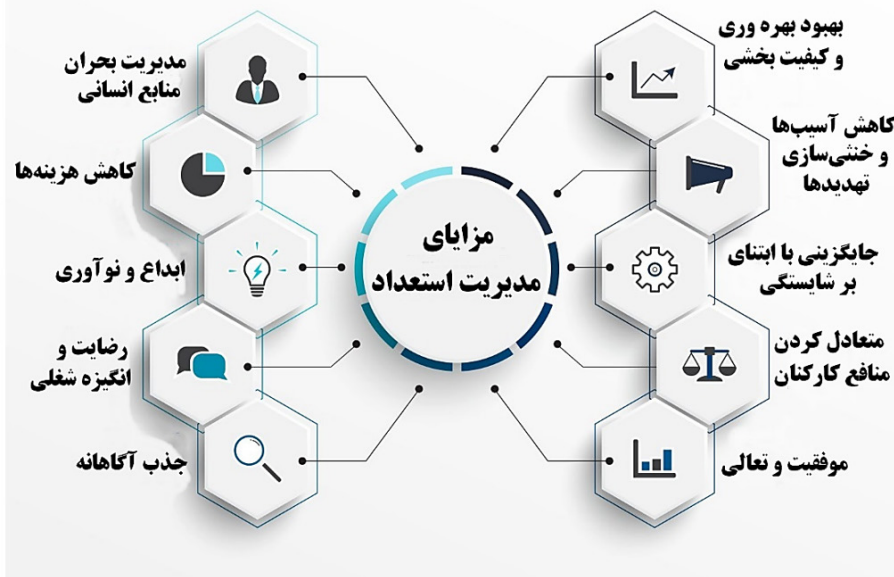 مزایای
مدیریت استعداد
بهبود بهره وری
و کیفیت بخشی
کاهش آسیب‌ها
و خنثی‌سازی
تهدیدها
جایگزینی با ابتنای
بر شایستگی
متعادل کردن
منافع کارکنان
موفقیت و تعالی
مدیریت بحران
منابع انسانی
کاهش هزینه‌ها
ابداع و نوآوری
رضایت و
انگیزه شغلی
جذب آگاهانه